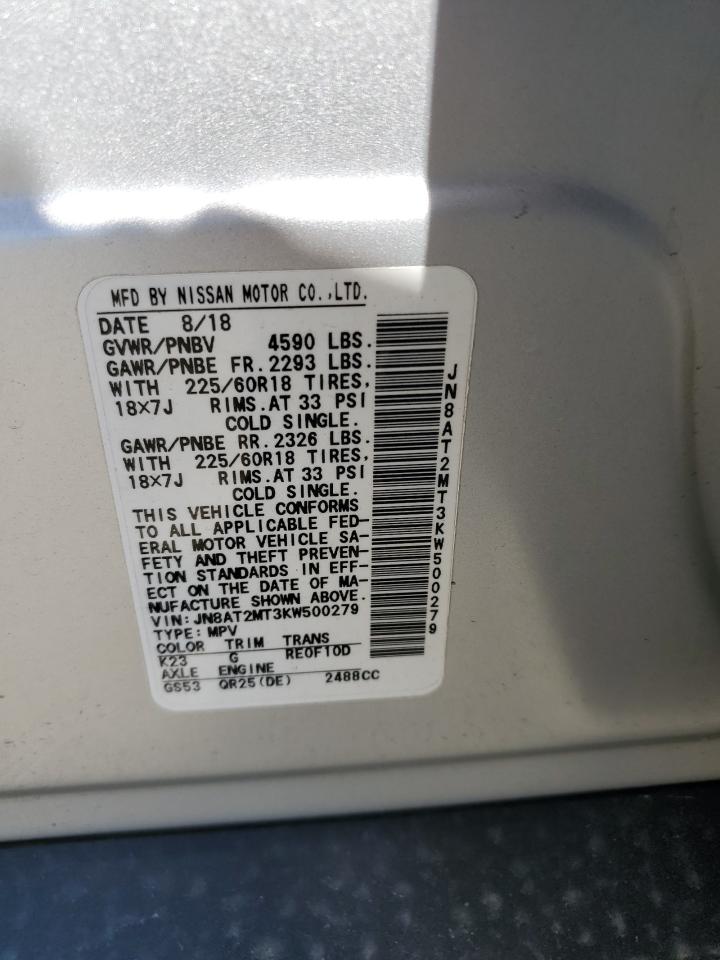 MFD BY NISSAN MOTOR CO.,LTD.
DATE 8/18
GVWR/PNBV 4590 LBS.
GAWR/PNBE FR. 2293 LBS.
WITH 225/60R18 TIRES,
18X7J RIMS. AT 33 PSI
COLD SINGLE.
GAWR/PNBE RR. 2326 LBS.
WITH 225/60R18 TIRES,
18X7J RIMS. AT 33 PSI
COLD SINGLE.
THIS VEHICLE CONFORMS
TO ALL APPLICABLE FED-
ERAL MOTOR VEHICLE SA-
FETY AND THEFT PREVEN-
TION STANDARDS IN EFF-
ECT ON THE DATE OF MA-
NUFACTURE SHOWN ABOVE.
VIN: JN8AT2MT3KW500279
TYPE: MPV
COLOR TRIM TRANS
K23 G RE0F10D
AXLE ENGINE
GS53 QR25(DE) 2488CC
JN8AT2MT3KW500279